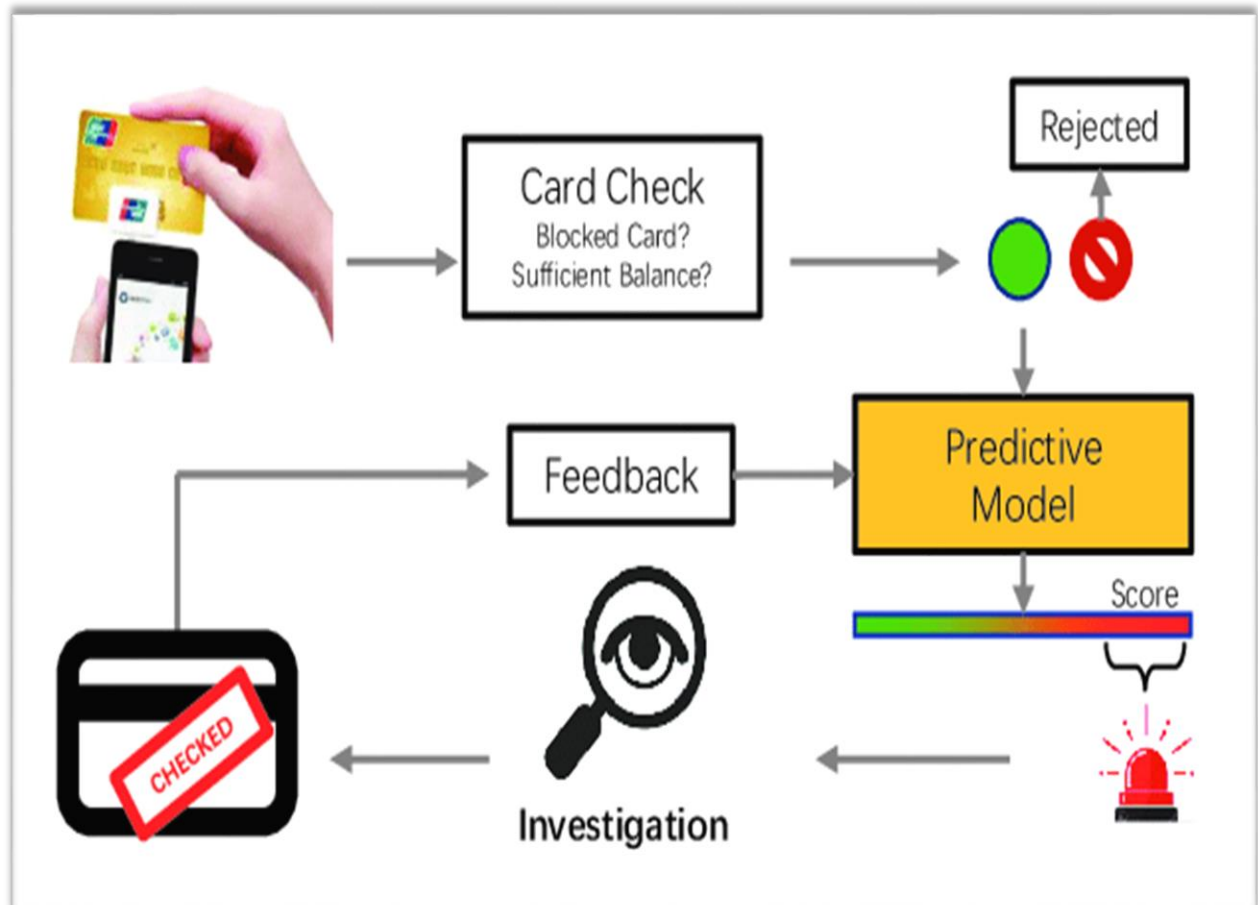 Card Check
Blocked Card?
Sufficient Balance?
Rejected
Feedback
Predictive
Model
Score
CHECKED
Investigation